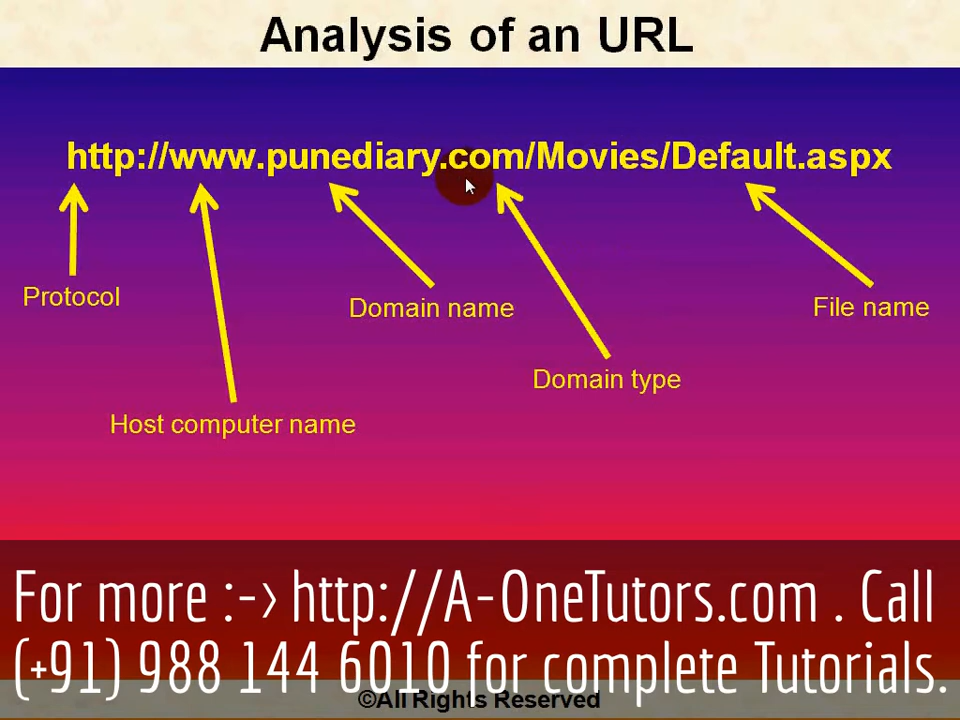 Analysis of an URL
http://www.punediary.com/Movies/Default.aspx
Protocol
Domain name
File name
Domain type
Host computer name
For more :-> http://A-OneTutors.com . Call
(+91) 988 144 6010 for complete Tutorials.
©All Rights Reserved